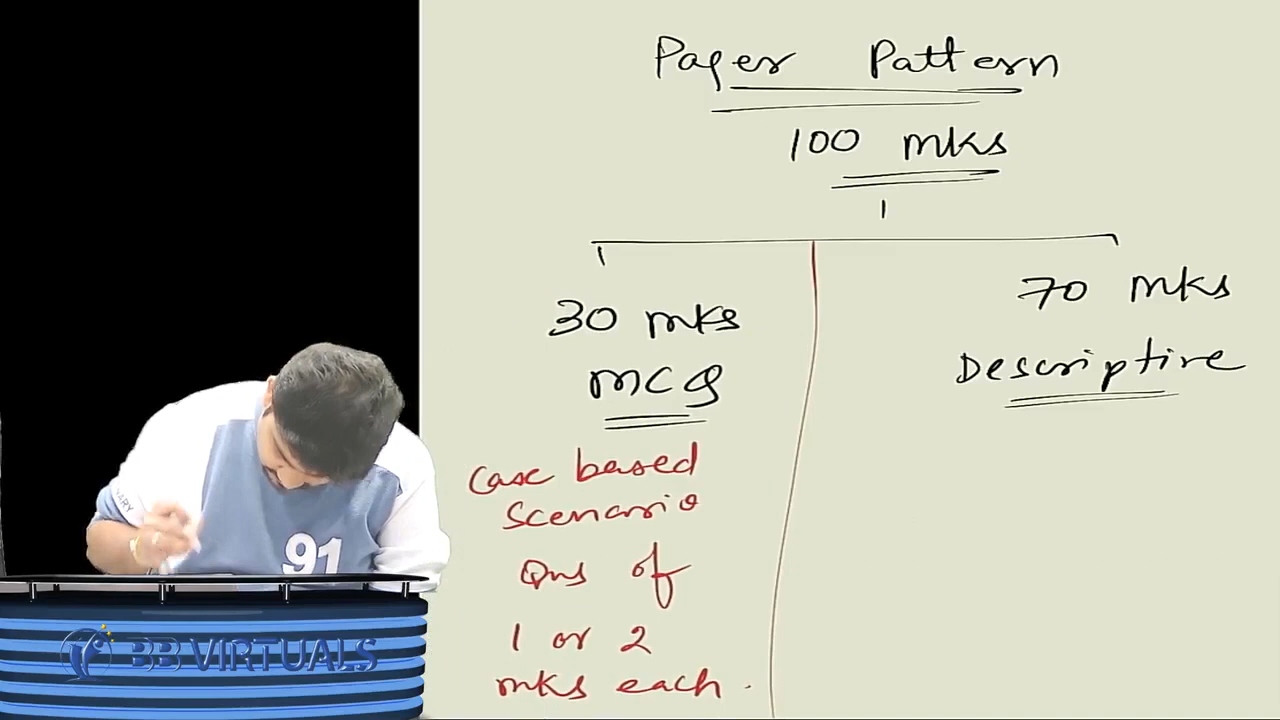 Paper Pattern
100 mks
30 mks
MCQ
Case based
Scenario
Qns of
1 or 2
mks each.
70 mks
Descriptive
91
BB VIRTUALS